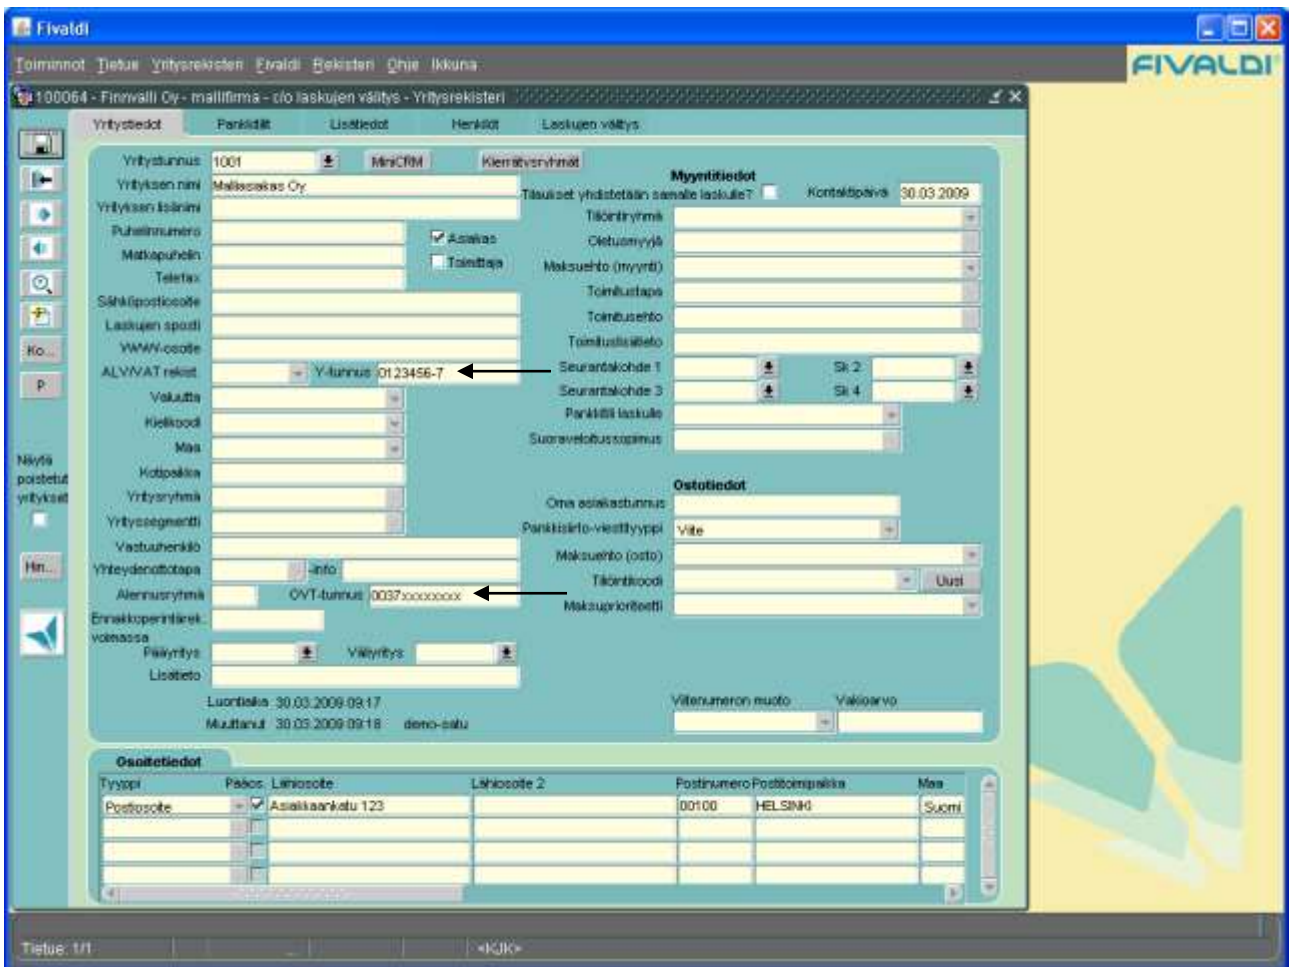 Fivaldi
Toiminnot Tietue Yritysrekisteri Fivaldi Rekisteri Ohje Ikkuna
FIVALDI
100064 - Finnvalli Oy - mallifirma - c/o laskujen välitys - Yritysrekisteri
Yritystiedot Pankkitilit Lisätiedot Henkilöt Laskujen välitys
Yritystunnus 1001 MiniCRM Kierrätysryhmät
Myyntitiedot
Yrityksen nimi Malliasiakas Oy
Tilaukset yhdistetään samalle laskulle? Kontaktipäivä 30.03.2009
Yrityksen lisänimi
Tiliöintiryhmä
Puhelinnumero
Asiakas
Oletusmyyjä
Matkapuhelin
Toimittaja
Maksuehto (myynti)
Telefax
Toimitustapa
Sähköpostiosoite
Toimitusehto
Laskujen sposti
Toimituslisätieto
WWW-osoite
Seurantakohde 1 Sk 2
ALV/VAT rekist. Y-tunnus 0123456-7
Seurantakohde 3 Sk 4
Valuutta
Pankkitili laskulle
Kielikoodi
Suoraveloitussopimus
Maa
Kotipaikka
Ostotiedot
Yritysryhmä
Oma asiakastunnus
Yrityssegmentti
Pankkisiirto-viestityyppi Viite
Vastuuhenkilö
Maksuehto (osto)
Yhteydenottotapa -info
Tiliöintikoodi Uusi
Alennusryhmä OVT-tunnus 0037xxxxxxxx
Maksuprioriteetti
Ennakkoperintärek.
voimassa
Pääyritys Väliyritys
Lisätieto
Luontiaika 30.03.2009 09:17
Viitenumeron muoto Vakioarvo
Muuttanut 30.03.2009 09:18 demo-satu
Ko...
P
Näytä
poistetut
yritykset
Hin...
Osoitetiedot
Tyyppi Pääos. Lähiosoite Lähiosoite 2 Postinumero Postitoimipaikka Maa
Postiosoite Asiakkaankatu 123 00100 HELSINKI Suomi
Tietue: 1/1 <KJK>